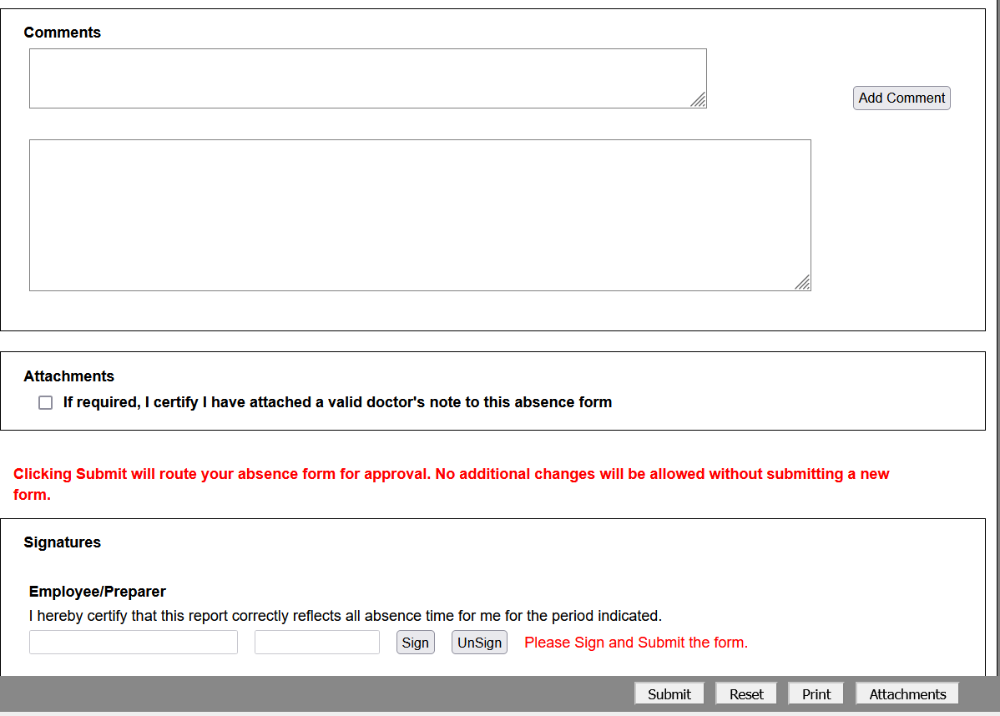 Comments
Add Comment
Attachments
If required, I certify I have attached a valid doctor's note to this absence form
Clicking Submit will route your absence form for approval. No additional changes will be allowed without submitting a new
form.
Signatures
Employee/Preparer
I hereby certify that this report correctly reflects all absence time for me for the period indicated.
Sign UnSign Please Sign and Submit the form.
Submit Reset Print Attachments